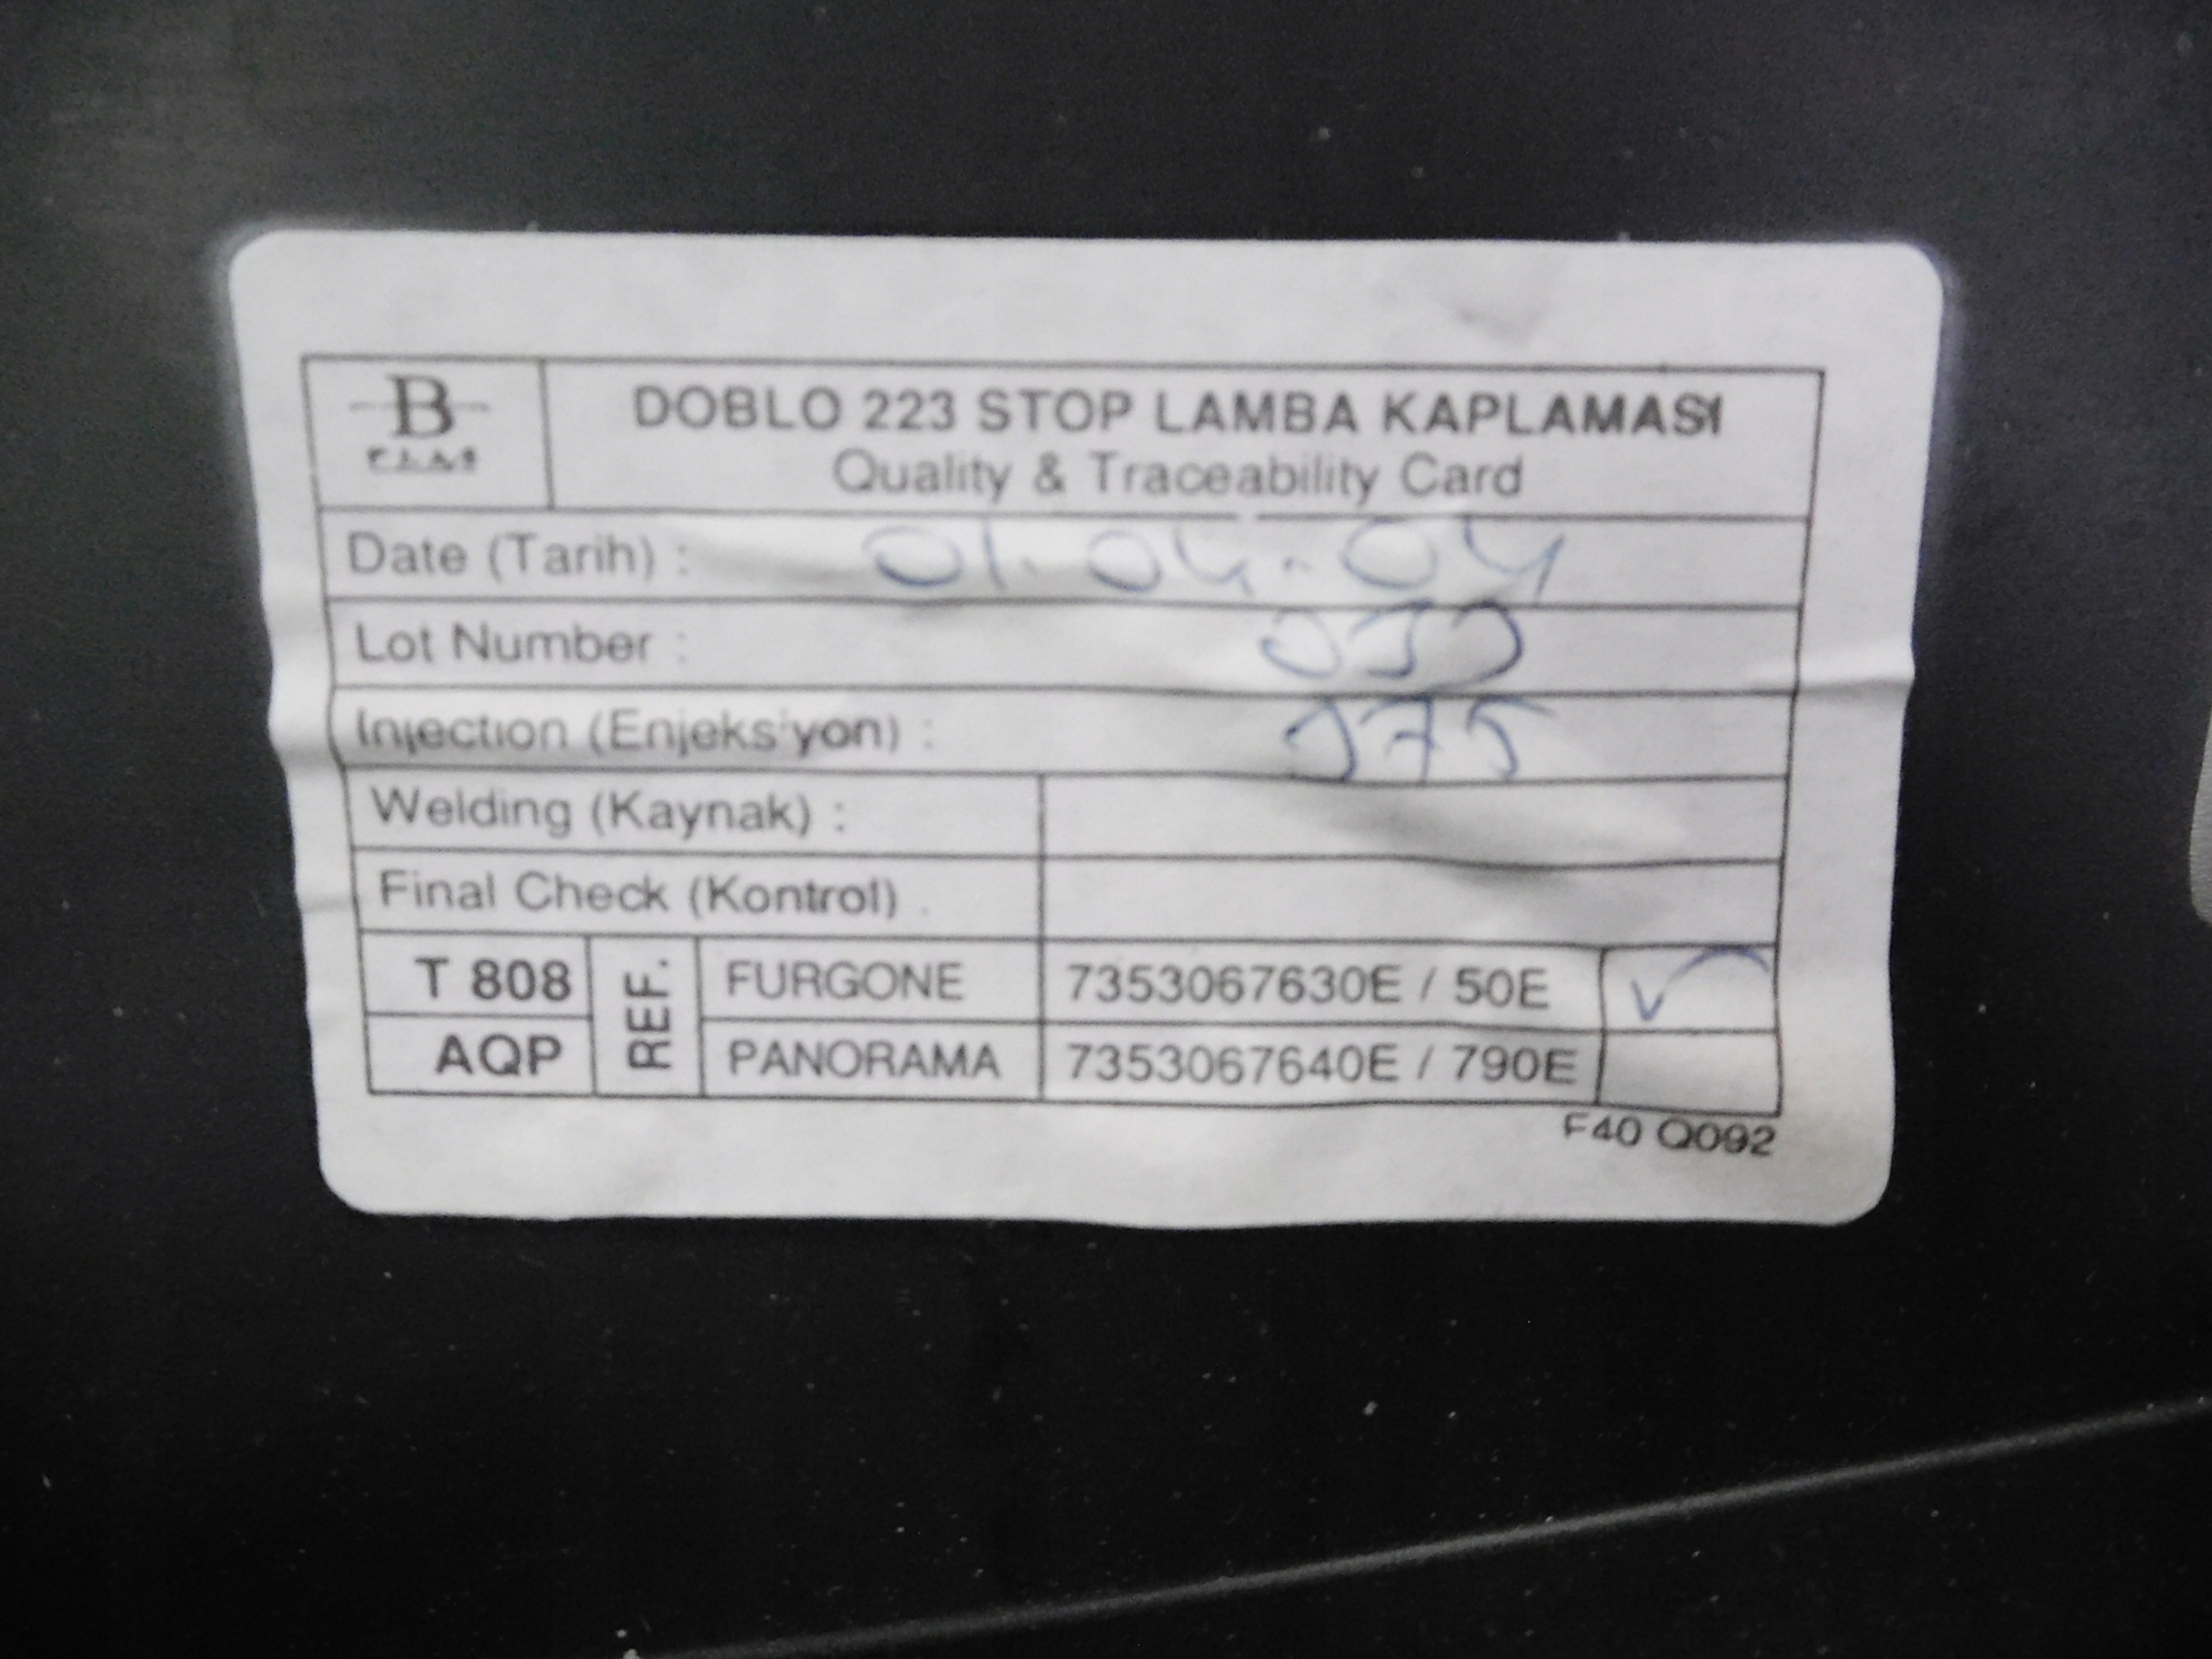 B
PLAS
DOBLO 223 STOP LAMBA KAPLAMASI
Quality & Traceability Card
Date (Tarih) : 01.04.04
Lot Number :
Injection (Enjeksiyon) :
Welding (Kaynak) :
Final Check (Kontrol) :
T 808 REF. FURGONE 7353067630E / 50E ✓
AQP PANORAMA 7353067640E / 790E
F40 Q092